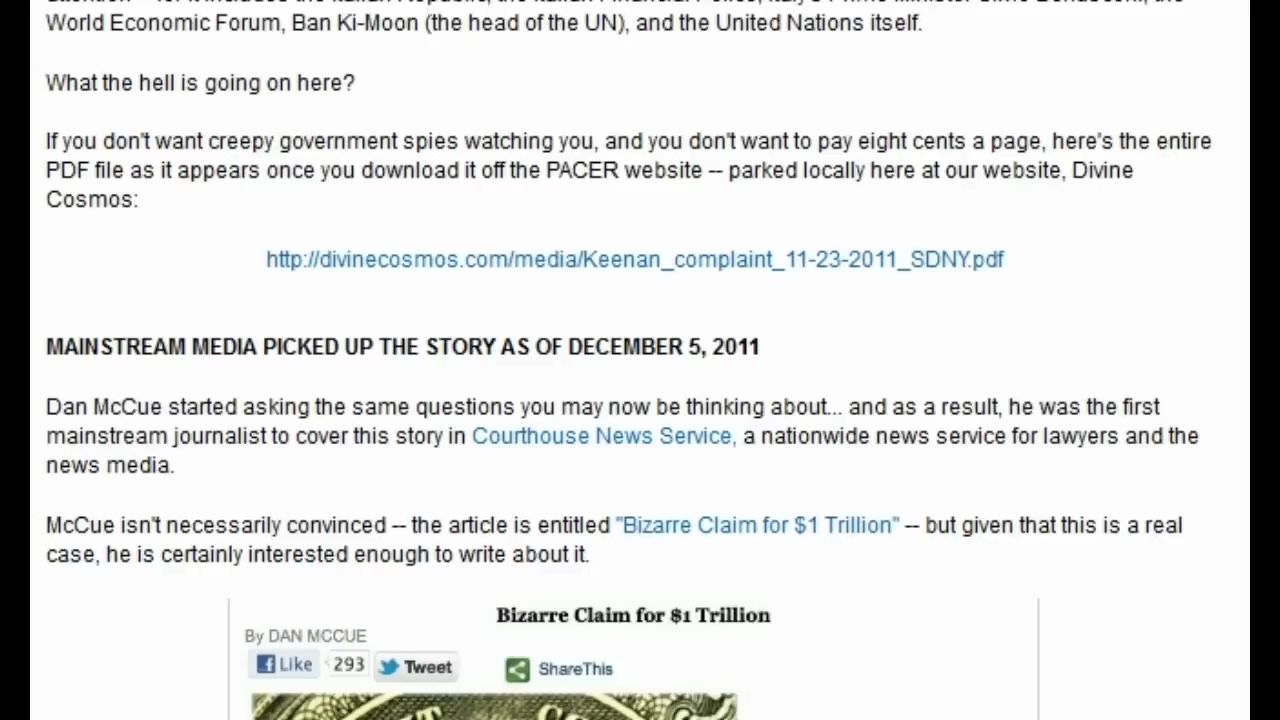 World Economic Forum, Ban Ki-Moon (the head of the UN), and the United Nations itself.
What the hell is going on here?
If you don't want creepy government spies watching you, and you don't want to pay eight cents a page, here's the entire
PDF file as it appears once you download it off the PACER website -- parked locally here at our website, Divine
Cosmos:
http://divinecosmos.com/media/Keenan_complaint_11-23-2011_SDNY.pdf
MAINSTREAM MEDIA PICKED UP THE STORY AS OF DECEMBER 5, 2011
Dan McCue started asking the same questions you may now be thinking about... and as a result, he was the first
mainstream journalist to cover this story in Courthouse News Service, a nationwide news service for lawyers and the
news media.
McCue isn't necessarily convinced -- the article is entitled "Bizarre Claim for $1 Trillion" -- but given that this is a real
case, he is certainly interested enough to write about it.
Bizarre Claim for $1 Trillion
By DAN MCCUE
Like 293 Tweet ShareThis